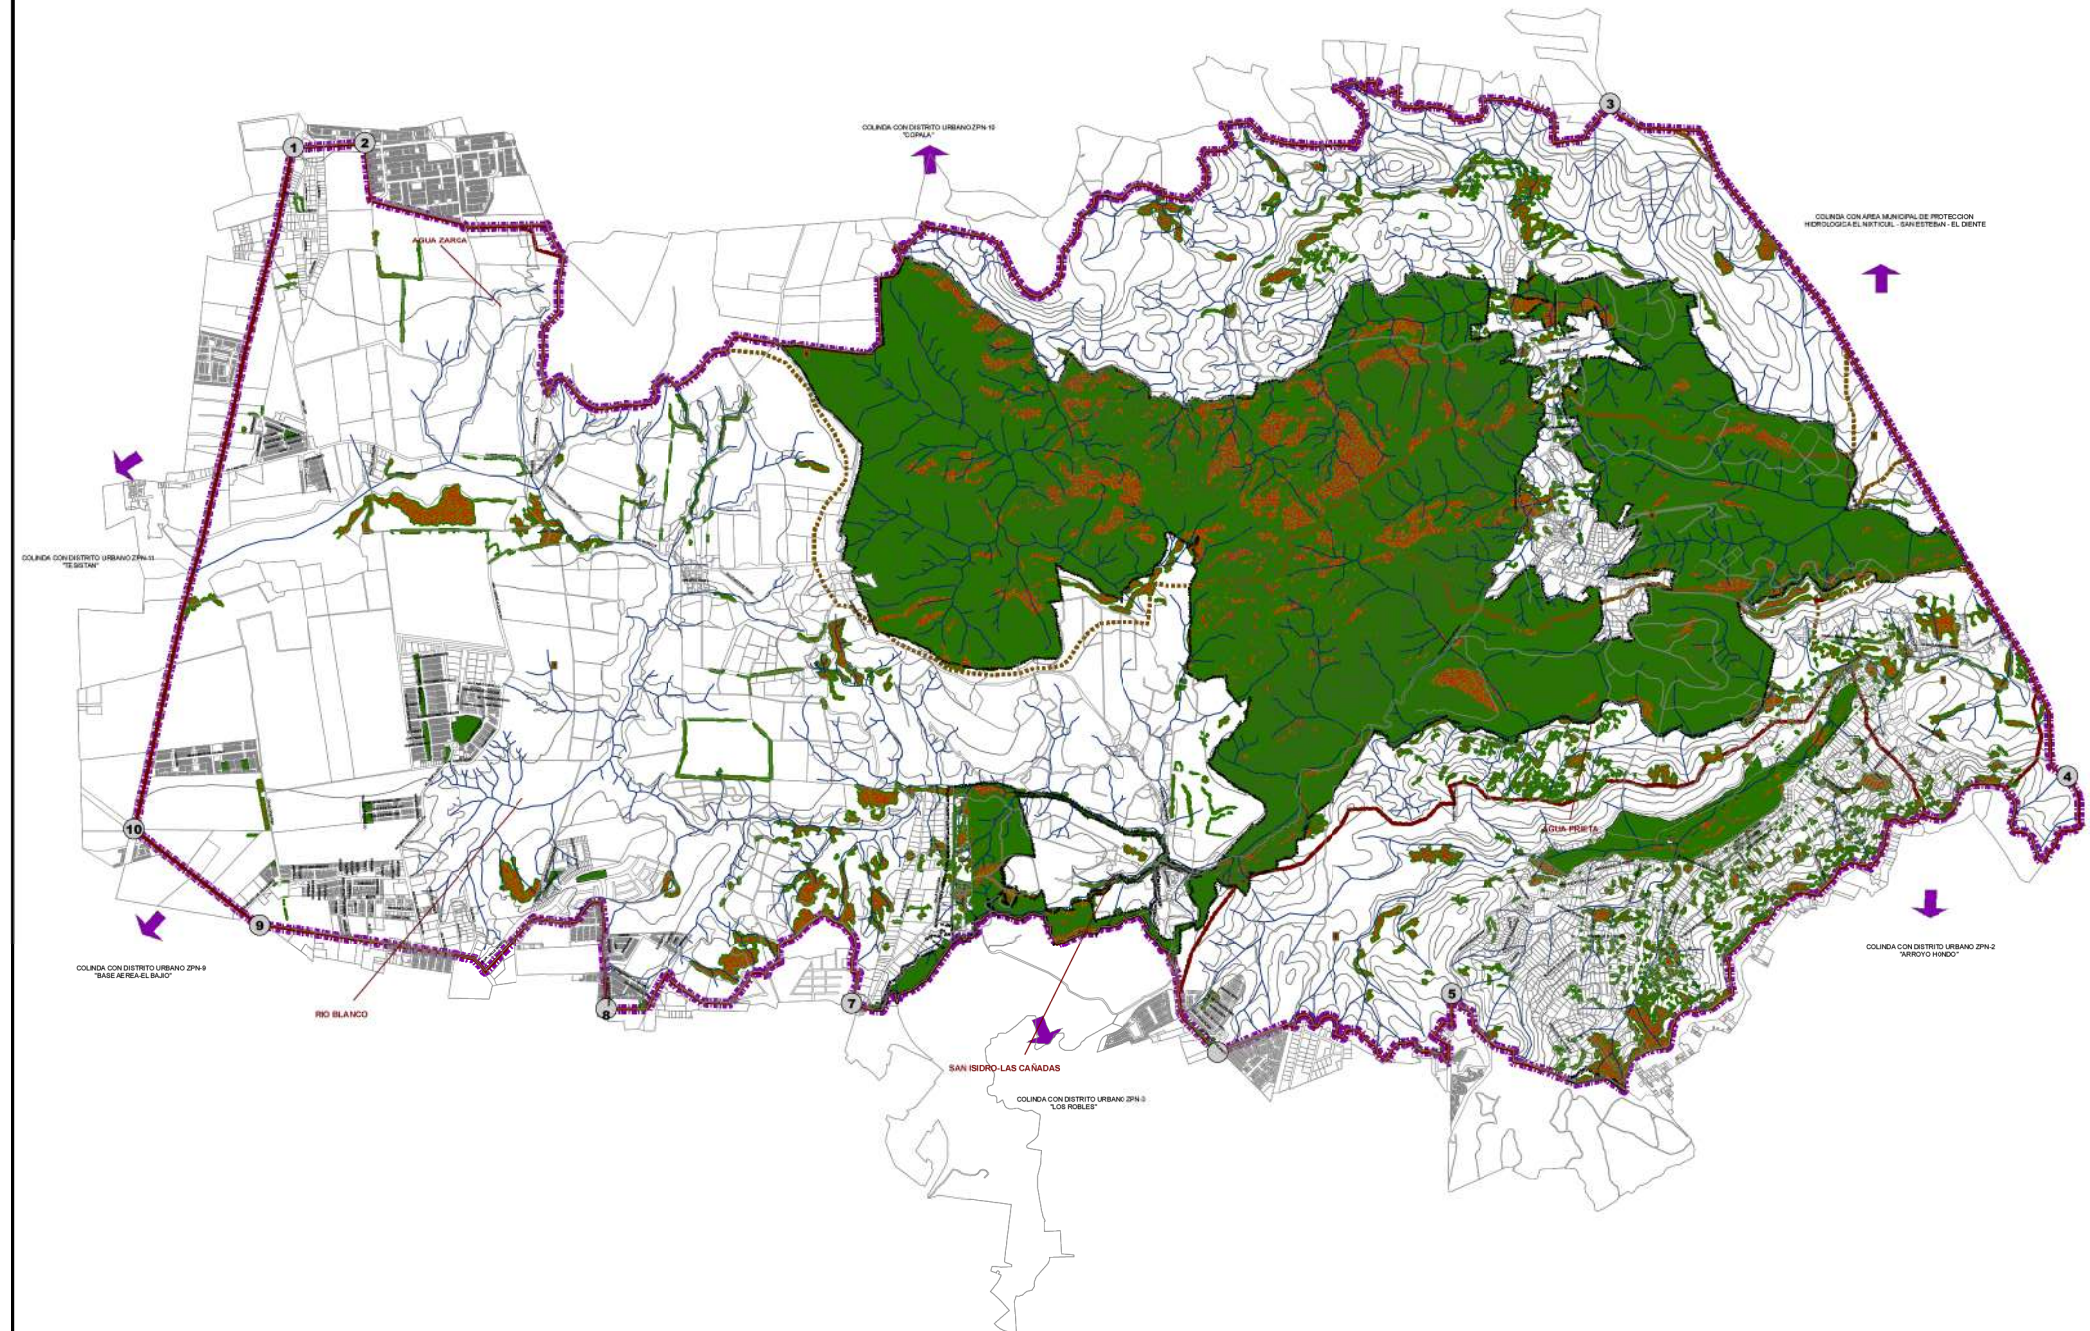 3
1
2
COLINDA CON DISTRITO URBANO ZPN-10
"COPALA"
COLINDA CON AREA MUNICIPAL DE PROTECCION
HIDROLOGICA EL NIXTICUIL - SAN ESTEBAN - EL DIENTE
AGUA ZARCA
COLINDA CON DISTRITO URBANO ZPN-11
"TESISTAN"
4
10
AGUA PRIETA
9
COLINDA CON DISTRITO URBANO ZPN-2
"ARROYO HONDO"
COLINDA CON DISTRITO URBANO ZPN-9
"BASE AEREA-EL BAJIO"
5
7
8
RIO BLANCO
SAN ISIDRO-LAS CAÑADAS
COLINDA CON DISTRITO URBANO ZPN-3
"LOS ROBLES"